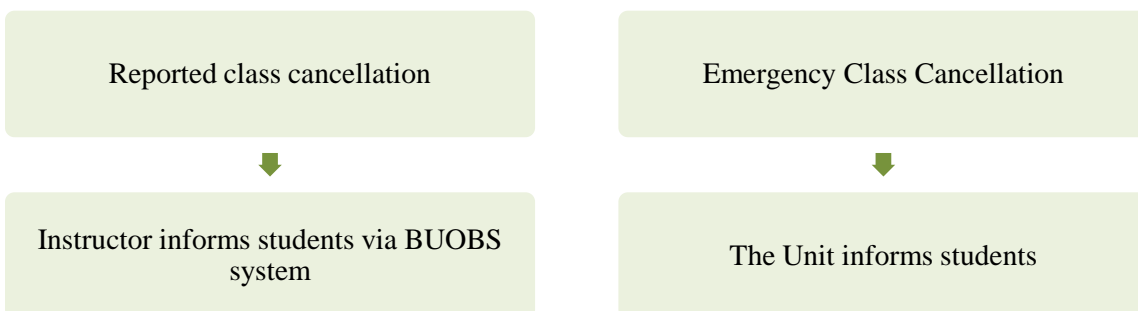 Reported class cancellation
Emergency Class Cancellation
Instructor informs students via BUOBS
system
The Unit informs students